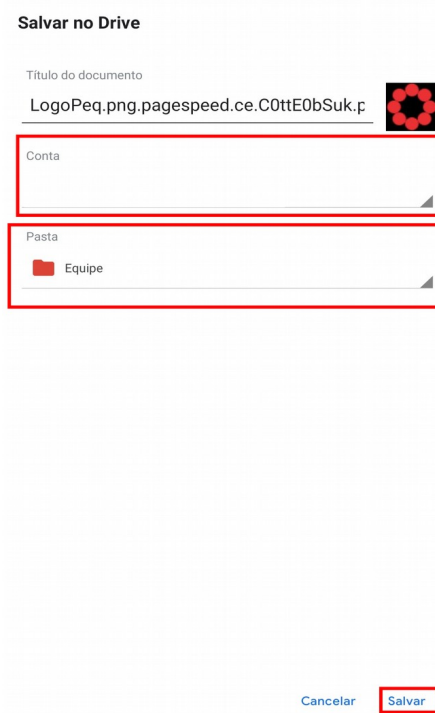 Salvar no Drive
Título do documento
LogoPeq.png.pagespeed.ce.C0ttE0bSuk.p
Conta
Pasta
Equipe
Cancelar Salvar